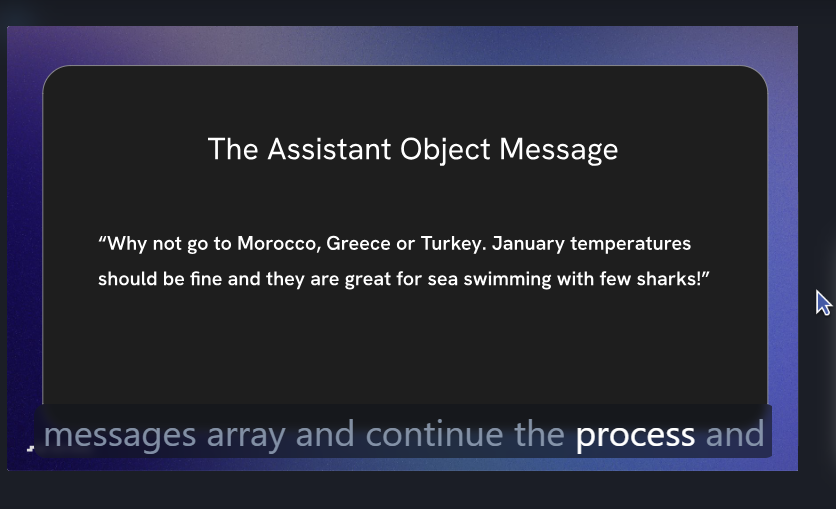 The Assistant Object Message
“Why not go to Morocco, Greece or Turkey. January temperatures
should be fine and they are great for sea swimming with few sharks!”
messages array and continue the process and